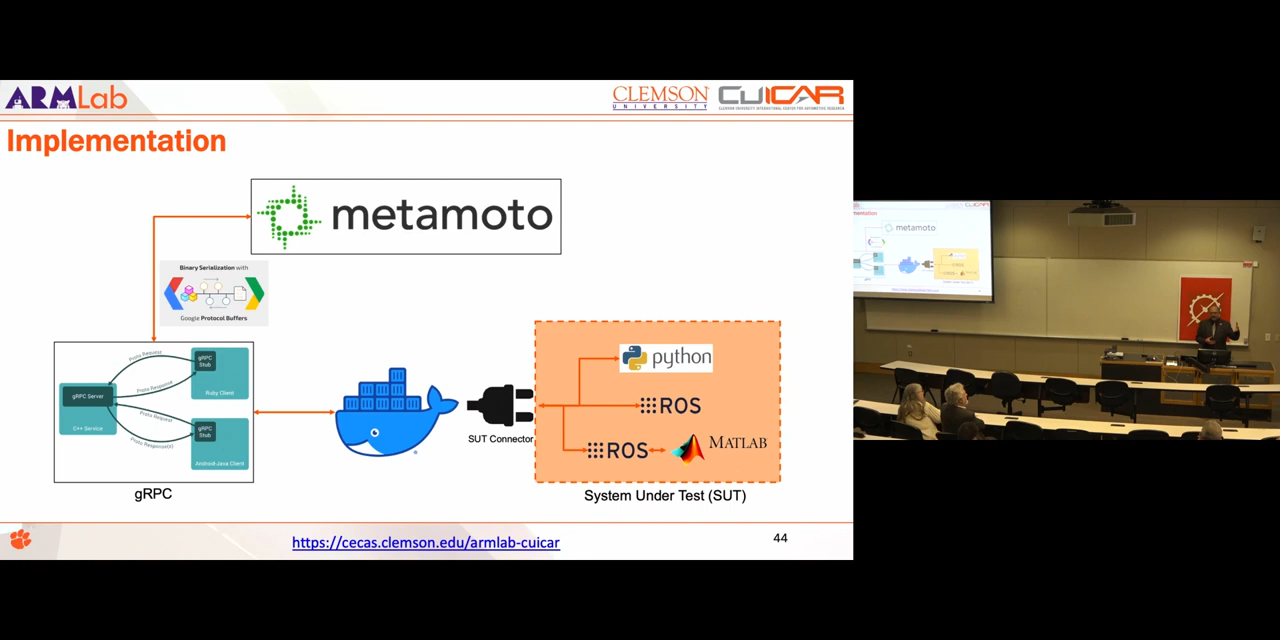 ARMLab
CLEMSON
UNIVERSITY
CUICAR
CLEMSON UNIVERSITY INTERNATIONAL CENTER FOR AUTOMOTIVE RESEARCH
Implementation
metamoto
Binary Serialization with
Google Protocol Buffers
gRPC Server
C++ Service
Proto Request
Proto Response
Proto Request
Proto Response(s)
gRPC
Stub
Ruby Client
gRPC
Stub
Android-Java Client
gRPC
SUT Connector
python
ROS
ROS
MATLAB
System Under Test (SUT)
https://cecas.clemson.edu/armlab-cuicar
44
mentation
metamoto